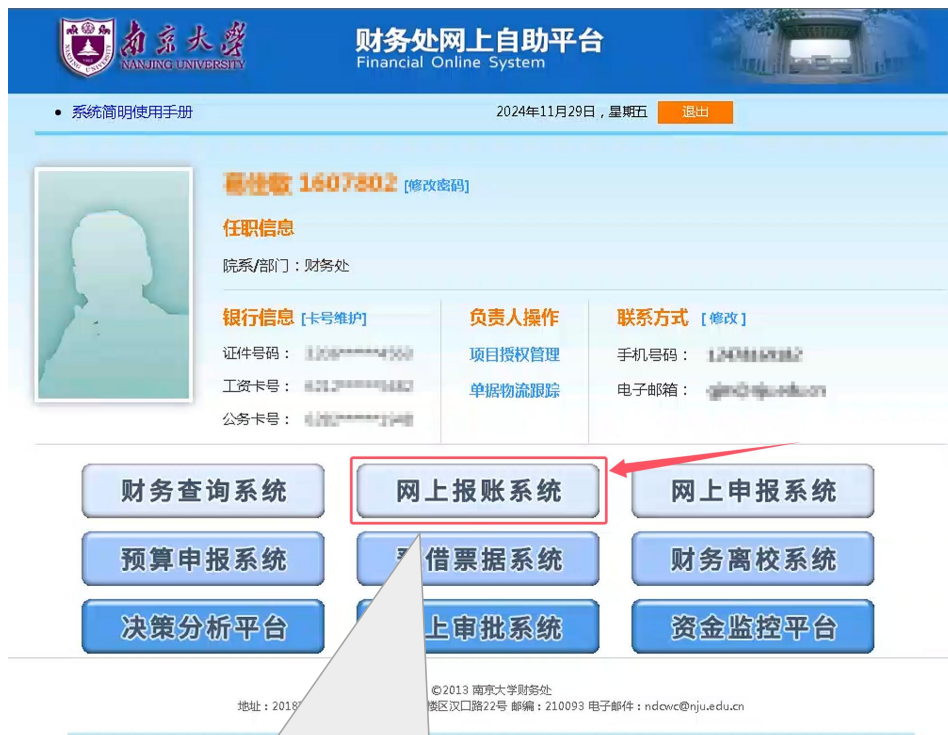 南京大學
NANJING UNIVERSITY
财务处网上自助平台
Financial Online System
• 系统简明使用手册
2024年11月29日，星期五 退出
[修改密码]
任职信息
院系/部门：财务处
银行信息 [卡号维护] 负责人操作 联系方式 [修改]
证件号码： 项目授权管理 手机号码：
工资卡号： 单据物流跟踪 电子邮箱：
公务卡号：
财务查询系统 网上报账系统 网上申报系统
预算申报系统 借票据系统 财务离校系统
决策分析平台 上审批系统 资金监控平台
©2013 南京大学财务处
地址：2018 楼区汉口路22号 邮编：210093 电子邮件：ndcwc@nju.edu.cn